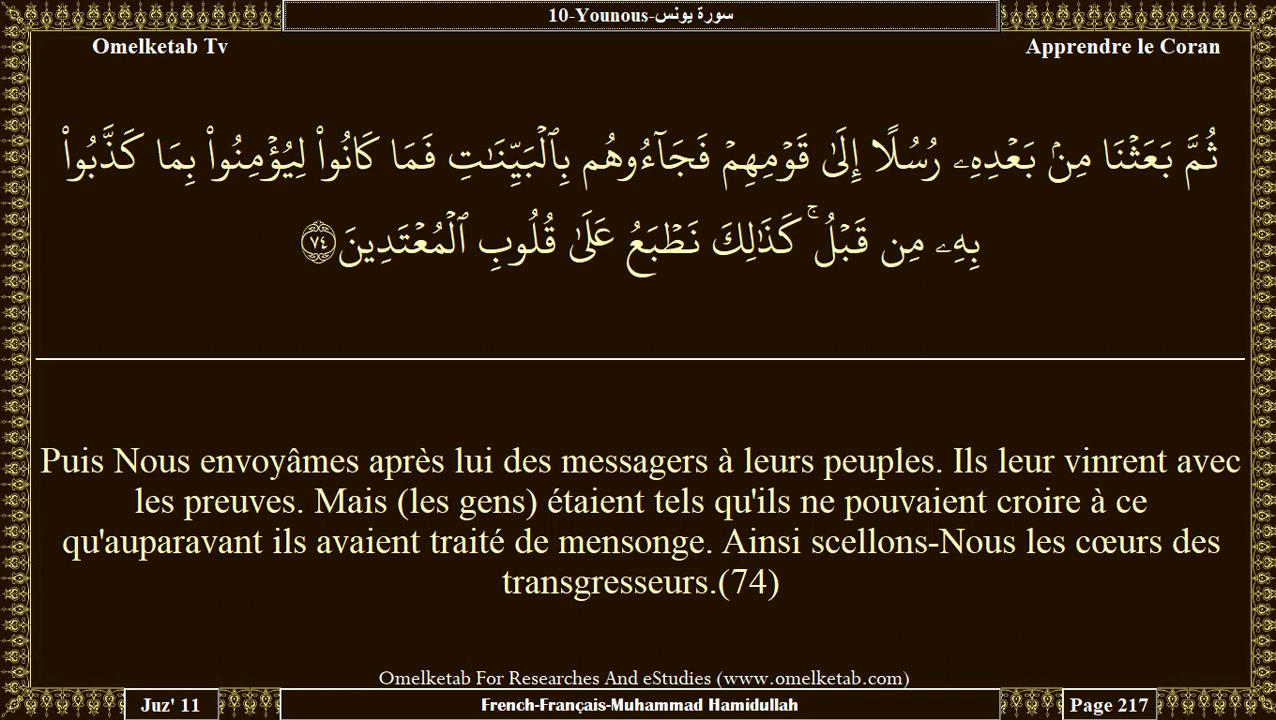 10-Younous-سورة يونس
Omelketab Tv
Apprendre le Coran
ثُمَّ بَعَثْنَا مِنۢ بَعْدِهِۦ رُسُلًا إِلَىٰ قَوْمِهِمْ فَجَآءُوهُم بِٱلْبَيِّنَـٰتِ فَمَا كَانُوا۟ لِيُؤْمِنُوا۟ بِمَا كَذَّبُوا۟
بِهِۦ مِن قَبْلُ ۚ كَذَٰلِكَ نَطْبَعُ عَلَىٰ قُلُوبِ ٱلْمُعْتَدِينَ ﴿٧٤﴾
Puis Nous envoyâmes après lui des messagers à leurs peuples. Ils leur vinrent avec
les preuves. Mais (les gens) étaient tels qu'ils ne pouvaient croire à ce
qu'auparavant ils avaient traité de mensonge. Ainsi scellons-Nous les cœurs des
transgresseurs.(74)
Omelketab For Researches And eStudies (www.omelketab.com)
Juz' 11
French-Français-Muhammad Hamidullah
Page 217